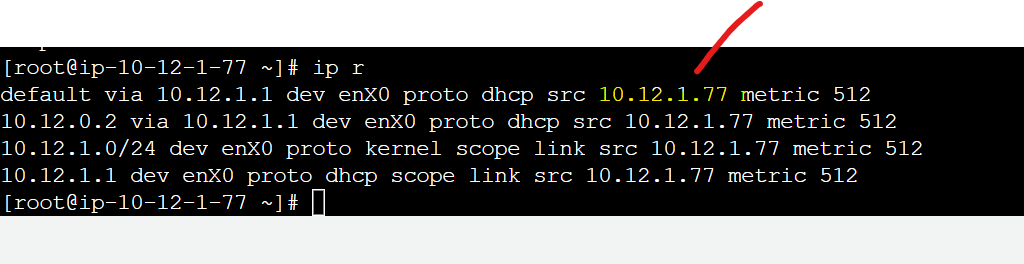 [root@ip-10-12-1-77 ~]# ip r
default via 10.12.1.1 dev enX0 proto dhcp src 10.12.1.77 metric 512
10.12.0.2 via 10.12.1.1 dev enX0 proto dhcp src 10.12.1.77 metric 512
10.12.1.0/24 dev enX0 proto kernel scope link src 10.12.1.77 metric 512
10.12.1.1 dev enX0 proto dhcp scope link src 10.12.1.77 metric 512
[root@ip-10-12-1-77 ~]#